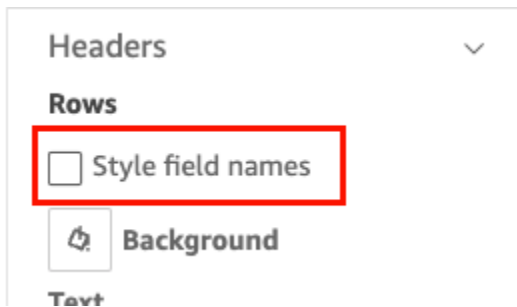 Headers
Rows
Style field names
Background
Text